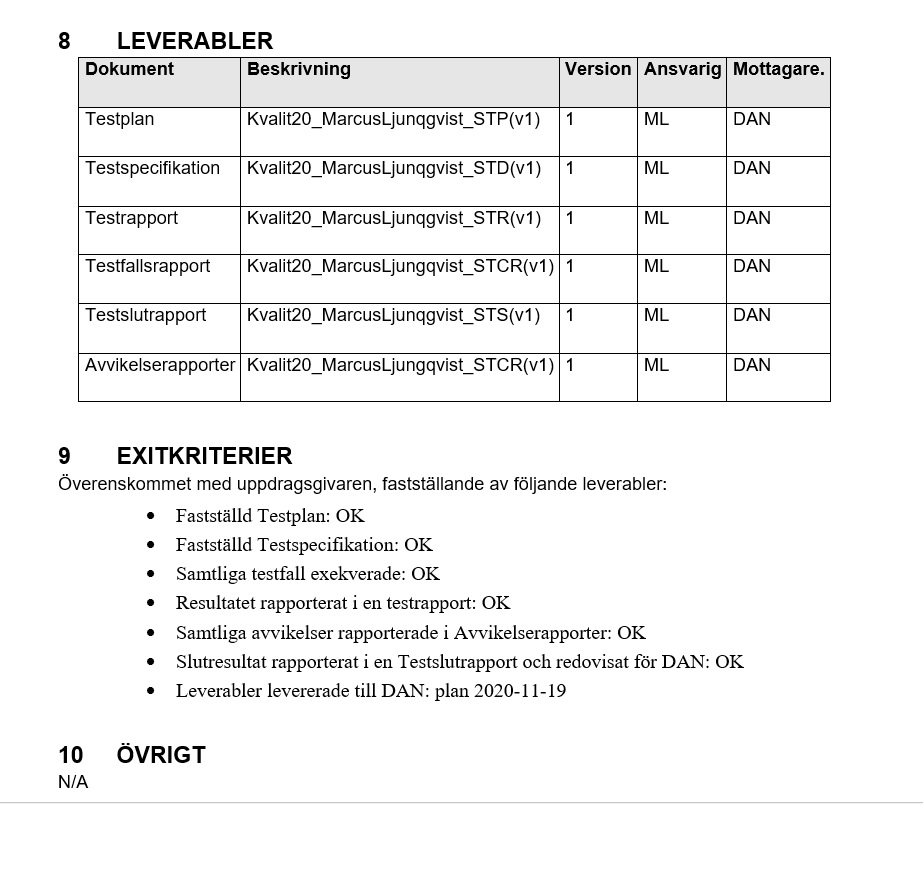 8 LEVERABLER
Dokument Beskrivning Version Ansvarig Mottagare.
Testplan Kvalit20_MarcusLjunqgvist_STP(v1) 1 ML DAN
Testspecifikation Kvalit20_MarcusLjunqgvist_STD(v1) 1 ML DAN
Testrapport Kvalit20_MarcusLjunqgvist_STR(v1) 1 ML DAN
Testfallsrapport Kvalit20_MarcusLjungqvist_STCR(v1) 1 ML DAN
Testslutrapport Kvalit20_MarcusLjunqgvist_STS(v1) 1 ML DAN
Avvikelserapporter Kvalit20_MarcusLjungqvist_STCR(v1) 1 ML DAN
9 EXITKRITERIER
Överenskommet med uppdragsgivaren, fastställande av följande leverabler:
• Fastställd Testplan: OK
• Fastställd Testspecifikation: OK
• Samtliga testfall exekverade: OK
• Resultatet rapporterat i en testrapport: OK
• Samtliga avvikelser rapporterade i Avvikelserapporter: OK
• Slutresultat rapporterat i en Testslutrapport och redovisat för DAN: OK
• Leverabler levererade till DAN: plan 2020-11-19
10 ÖVRIGT
N/A